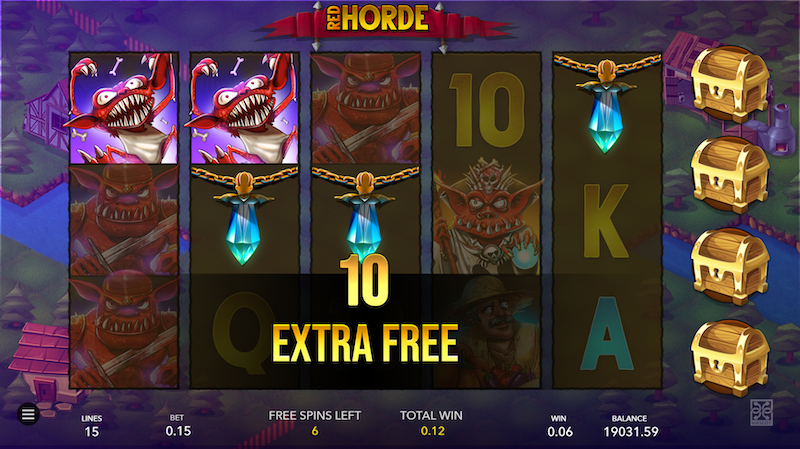 RED HORDE
10
K
10
Q
A
EXTRA FREE
LINES
15
BET
0.15
FREE SPINS LEFT
6
TOTAL WIN
0.12
WIN
0.06
BALANCE
19031.59